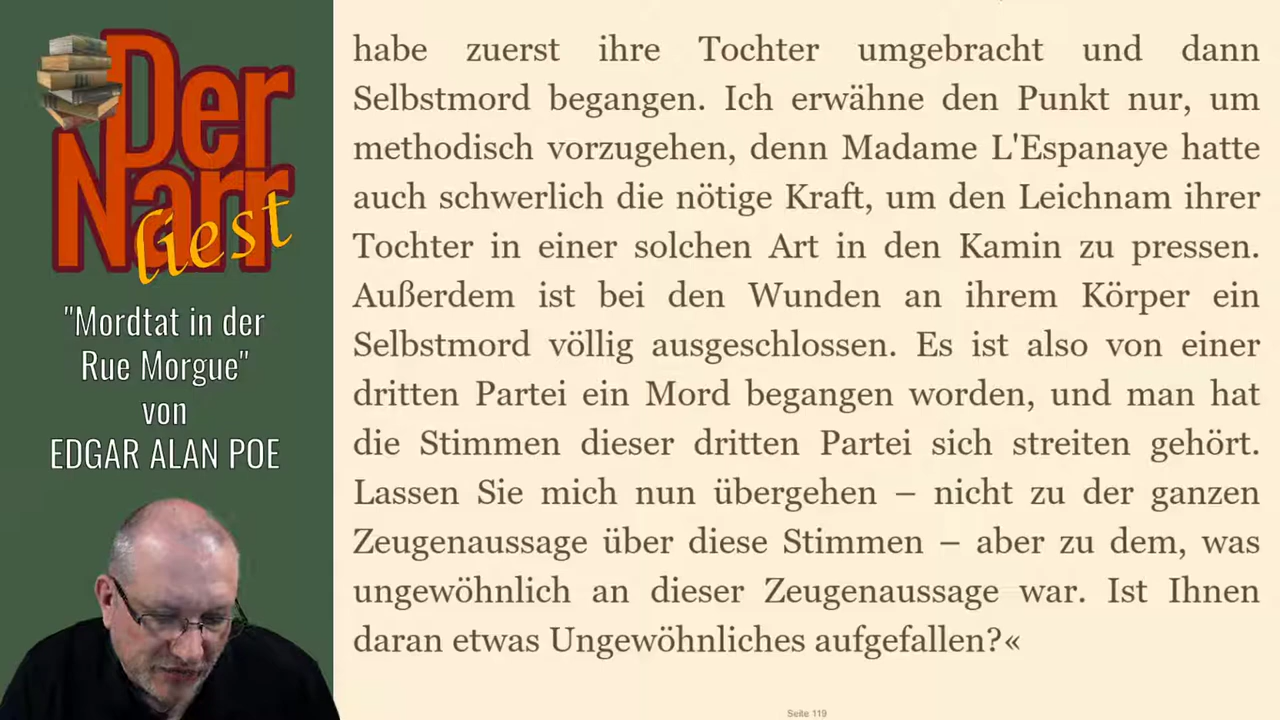 Der
Narr
liest
"Mordtat in der
Rue Morgue"
von
EDGAR ALAN POE
habe zuerst ihre Tochter umgebracht und dann
Selbstmord begangen. Ich erwähne den Punkt nur, um
methodisch vorzugehen, denn Madame L'Espanaye hatte
auch schwerlich die nötige Kraft, um den Leichnam ihrer
Tochter in einer solchen Art in den Kamin zu pressen.
Außerdem ist bei den Wunden an ihrem Körper ein
Selbstmord völlig ausgeschlossen. Es ist also von einer
dritten Partei ein Mord begangen worden, und man hat
die Stimmen dieser dritten Partei sich streiten gehört.
Lassen Sie mich nun übergehen – nicht zu der ganzen
Zeugenaussage über diese Stimmen – aber zu dem, was
ungewöhnlich an dieser Zeugenaussage war. Ist Ihnen
daran etwas Ungewöhnliches aufgefallen?«
Seite 119